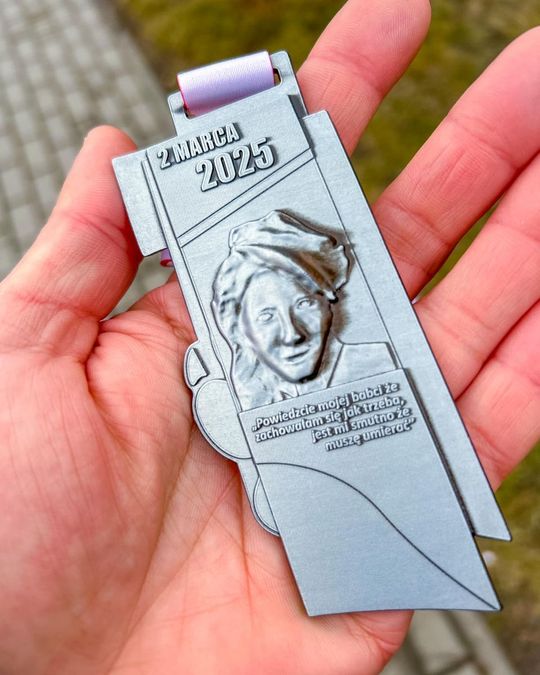 2 MARCA
2025
„Powiedzcie mojej babci że
zachowałam się jak trzeba,
jest mi smutno że
muszę umierać”